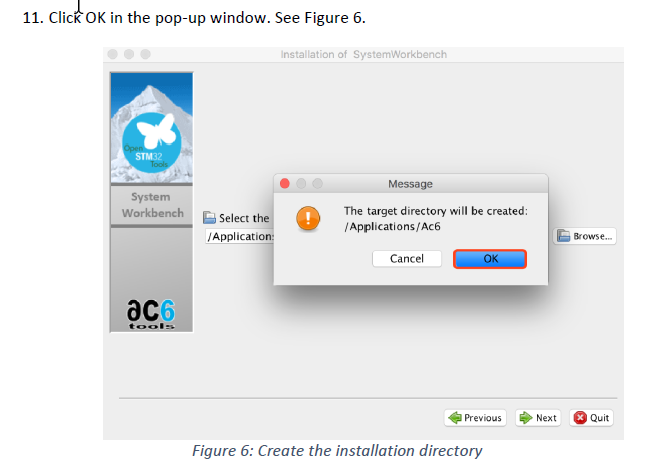 11. Click OK in the pop-up window. See Figure 6.
Installation of SystemWorkbench
Open
STM32
Tools
System
Workbench
Message
The target directory will be created:
/Applications/Ac6
Select the
/Application
Browse...
Cancel
OK
ac6
tools
Previous
Next
Quit
Figure 6: Create the installation directory